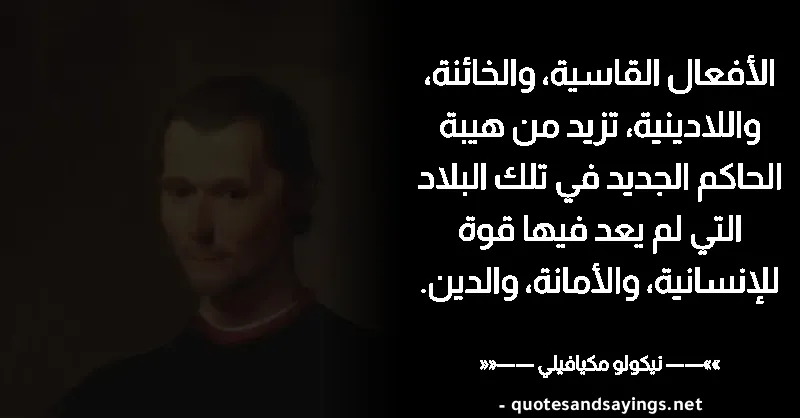 الأفعال القاسية، والخائنة،
واللادينية، تزيد من هيبة
الحاكم الجديد في تلك البلاد
التي لم يعد فيها قوة
للإنسانية، والأمانة، والدين.
»»——— نيكولو مكيافيلي ———««
- quotesandsayings.net